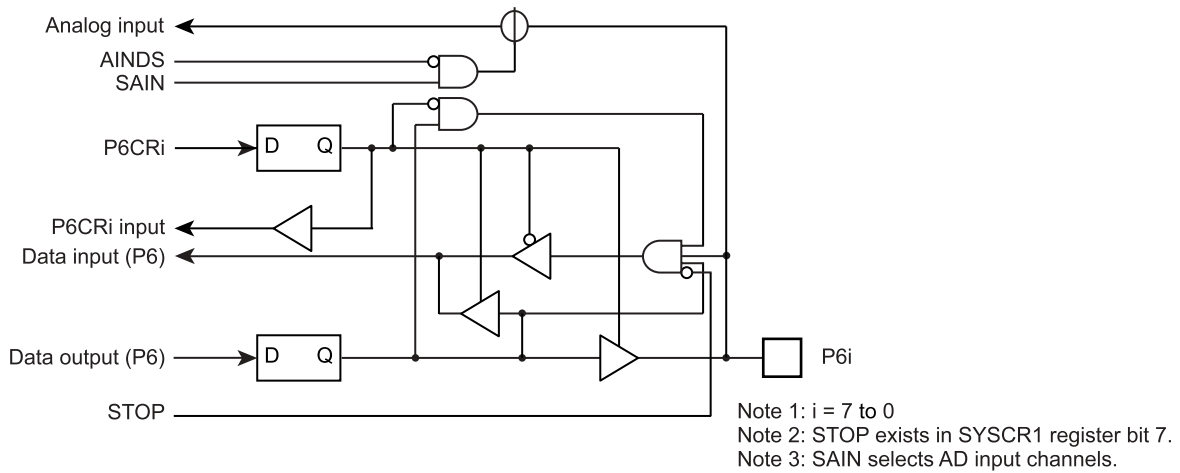 Analog input
AINDS
SAIN
P6CRi
D Q
P6CRi input
Data input (P6)
Data output (P6)
D Q
P6i
STOP
Note 1: i = 7 to 0
Note 2: STOP exists in SYSCR1 register bit 7.
Note 3: SAIN selects AD input channels.